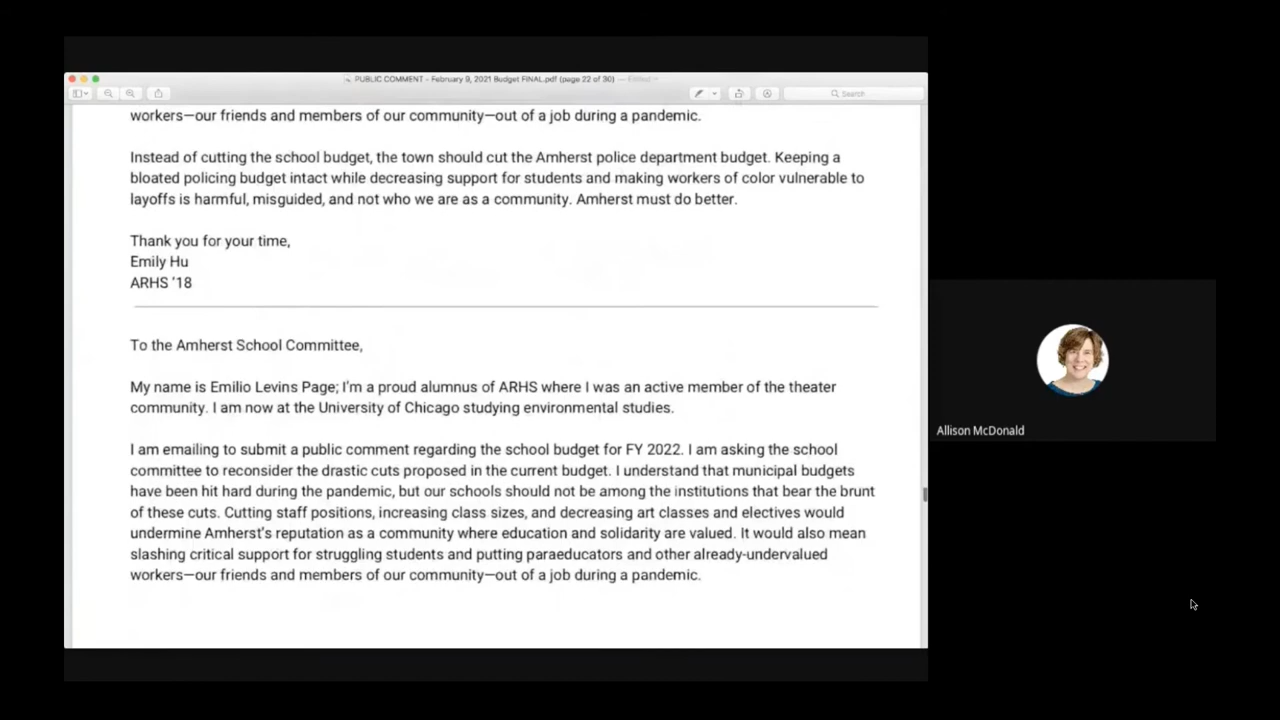 PUBLIC COMMENT - February 9, 2021 Budget FINAL.pdf (page 22 of 30) — Edited
Search
workers—our friends and members of our community—out of a job during a pandemic.
Instead of cutting the school budget, the town should cut the Amherst police department budget. Keeping a
bloated policing budget intact while decreasing support for students and making workers of color vulnerable to
layoffs is harmful, misguided, and not who we are as a community. Amherst must do better.
Thank you for your time,
Emily Hu
ARHS '18
To the Amherst School Committee,
My name is Emilio Levins Page; I'm a proud alumnus of ARHS where I was an active member of the theater
community. I am now at the University of Chicago studying environmental studies.
I am emailing to submit a public comment regarding the school budget for FY 2022. I am asking the school
committee to reconsider the drastic cuts proposed in the current budget. I understand that municipal budgets
have been hit hard during the pandemic, but our schools should not be among the institutions that bear the brunt
of these cuts. Cutting staff positions, increasing class sizes, and decreasing art classes and electives would
undermine Amherst's reputation as a community where education and solidarity are valued. It would also mean
slashing critical support for struggling students and putting paraeducators and other already-undervalued
workers—our friends and members of our community—out of a job during a pandemic.
Allison McDonald